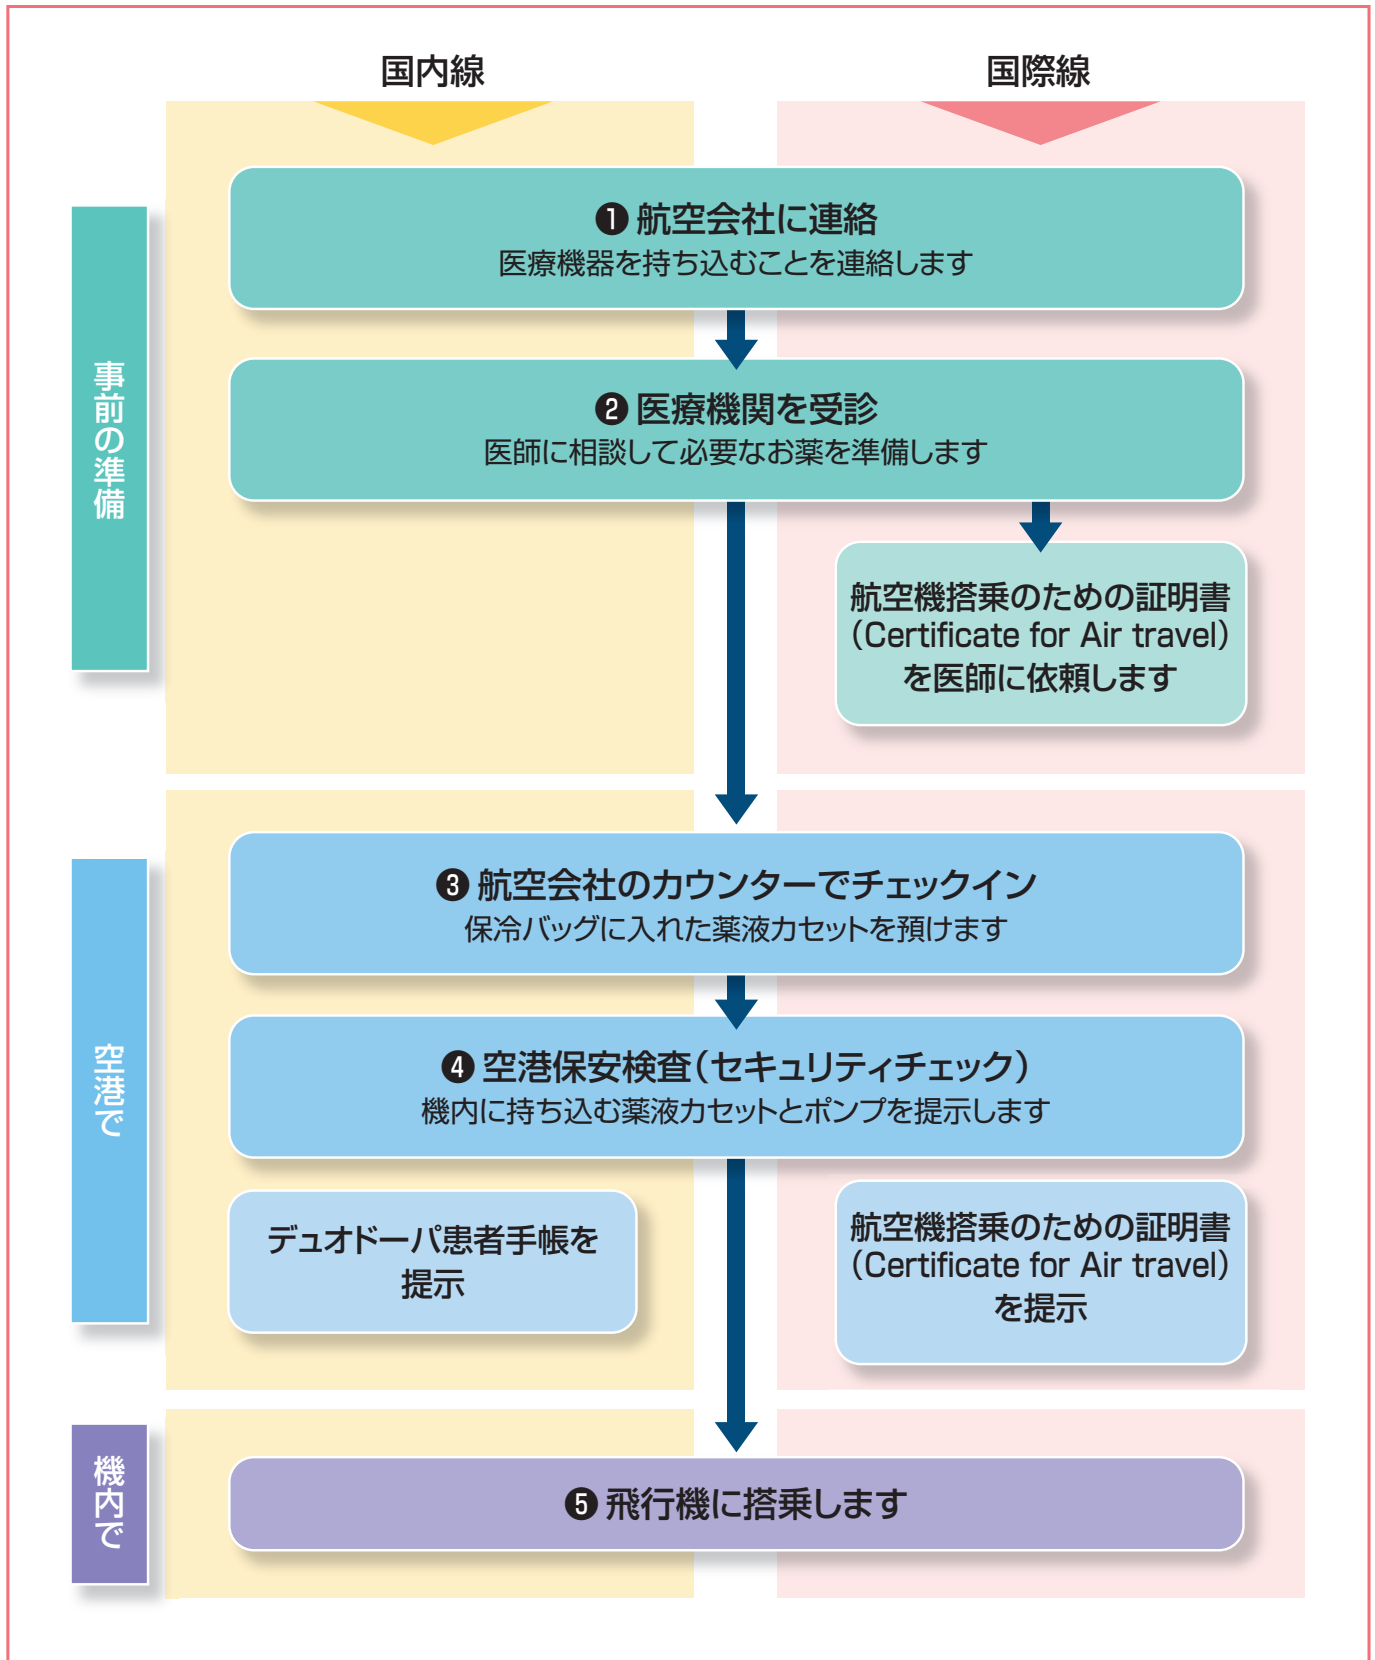 国内線
国際線
事前の準備
❶ 航空会社に連絡
医療機器を持ち込むことを連絡します
❷ 医療機関を受診
医師に相談して必要なお薬を準備します
航空機搭乗のための証明書
（Certificate for Air travel）
を医師に依頼します
空港で
❸ 航空会社のカウンターでチェックイン
保冷バッグに入れた薬液カセットを預けます
❹ 空港保安検査（セキュリティチェック）
機内に持ち込む薬液カセットとポンプを提示します
デュオドーパ患者手帳を
提示
航空機搭乗のための証明書
（Certificate for Air travel）
を提示
機内で
❺ 飛行機に搭乗します